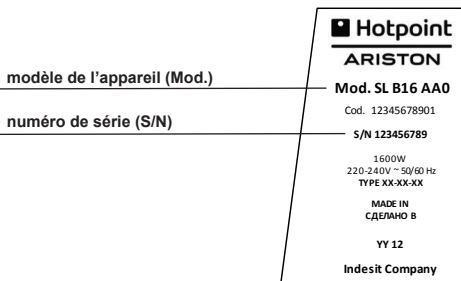 Hotpoint
ARISTON
modèle de l'appareil (Mod.)
Mod. SL B16 AA0
Cod. 12345678901
numéro de série (S/N)
S/N 123456789
1600W
220-240V ~ 50/60 Hz
TYPE XX-XX-XX
MADE IN
СДЕЛАНО В
YY 12
Indesit Company